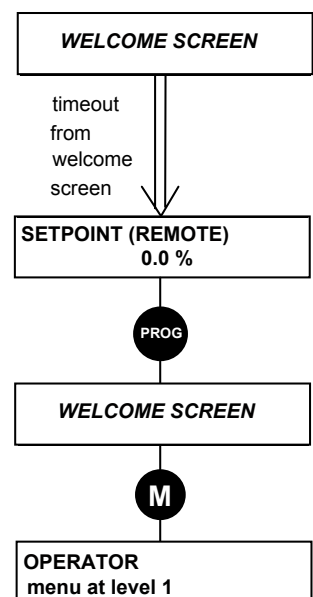 WELCOME SCREEN
timeout
from
welcome
screen
SETPOINT (REMOTE)
0.0 %
PROG
WELCOME SCREEN
M
OPERATOR
menu at level 1